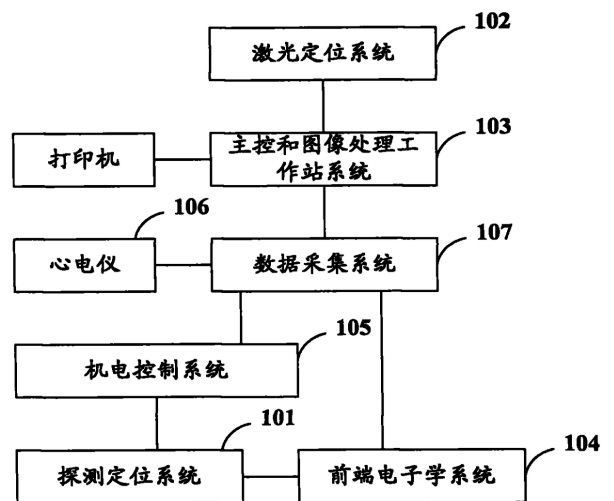 102
激光定位系统
103
打印机
主控和图像处理工
作站系统
106
107
心电仪
数据采集系统
105
机电控制系统
101
104
探测定位系统
前端电子学系统